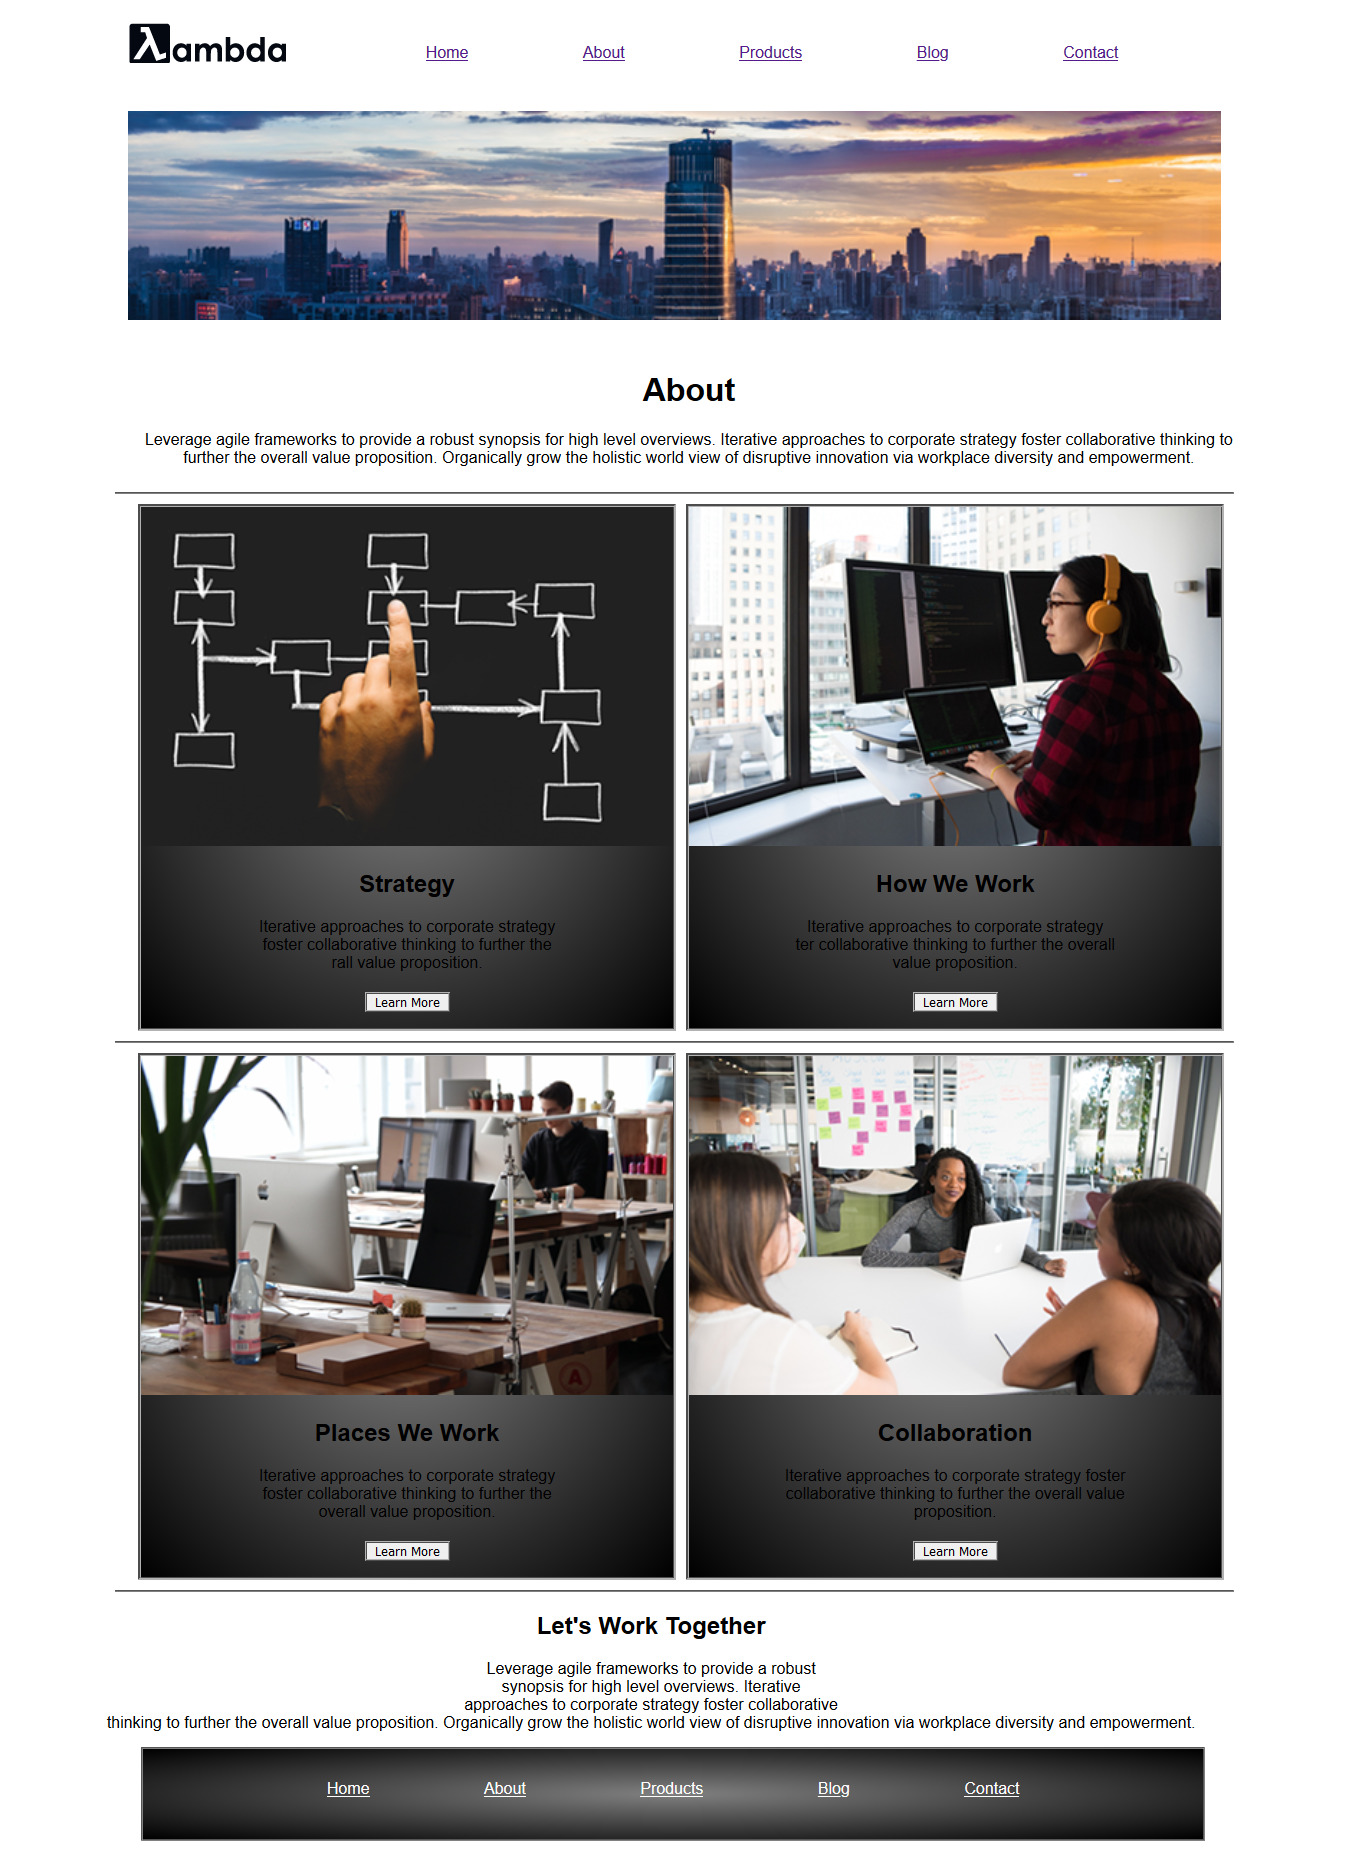 λambda
Home About Products Blog Contact
About
Leverage agile frameworks to provide a robust synopsis for high level overviews. Iterative approaches to corporate strategy foster collaborative thinking to
further the overall value proposition. Organically grow the holistic world view of disruptive innovation via workplace diversity and empowerment.
Strategy
Iterative approaches to corporate strategy
foster collaborative thinking to further the
rall value proposition.
Learn More
How We Work
Iterative approaches to corporate strategy
ter collaborative thinking to further the overall
value proposition.
Learn More
Places We Work
Iterative approaches to corporate strategy
foster collaborative thinking to further the
overall value proposition.
Learn More
Collaboration
Iterative approaches to corporate strategy foster
collaborative thinking to further the overall value
proposition.
Learn More
Let's Work Together
Leverage agile frameworks to provide a robust
synopsis for high level overviews. Iterative
approaches to corporate strategy foster collaborative
thinking to further the overall value proposition. Organically grow the holistic world view of disruptive innovation via workplace diversity and empowerment.
Home About Products Blog Contact